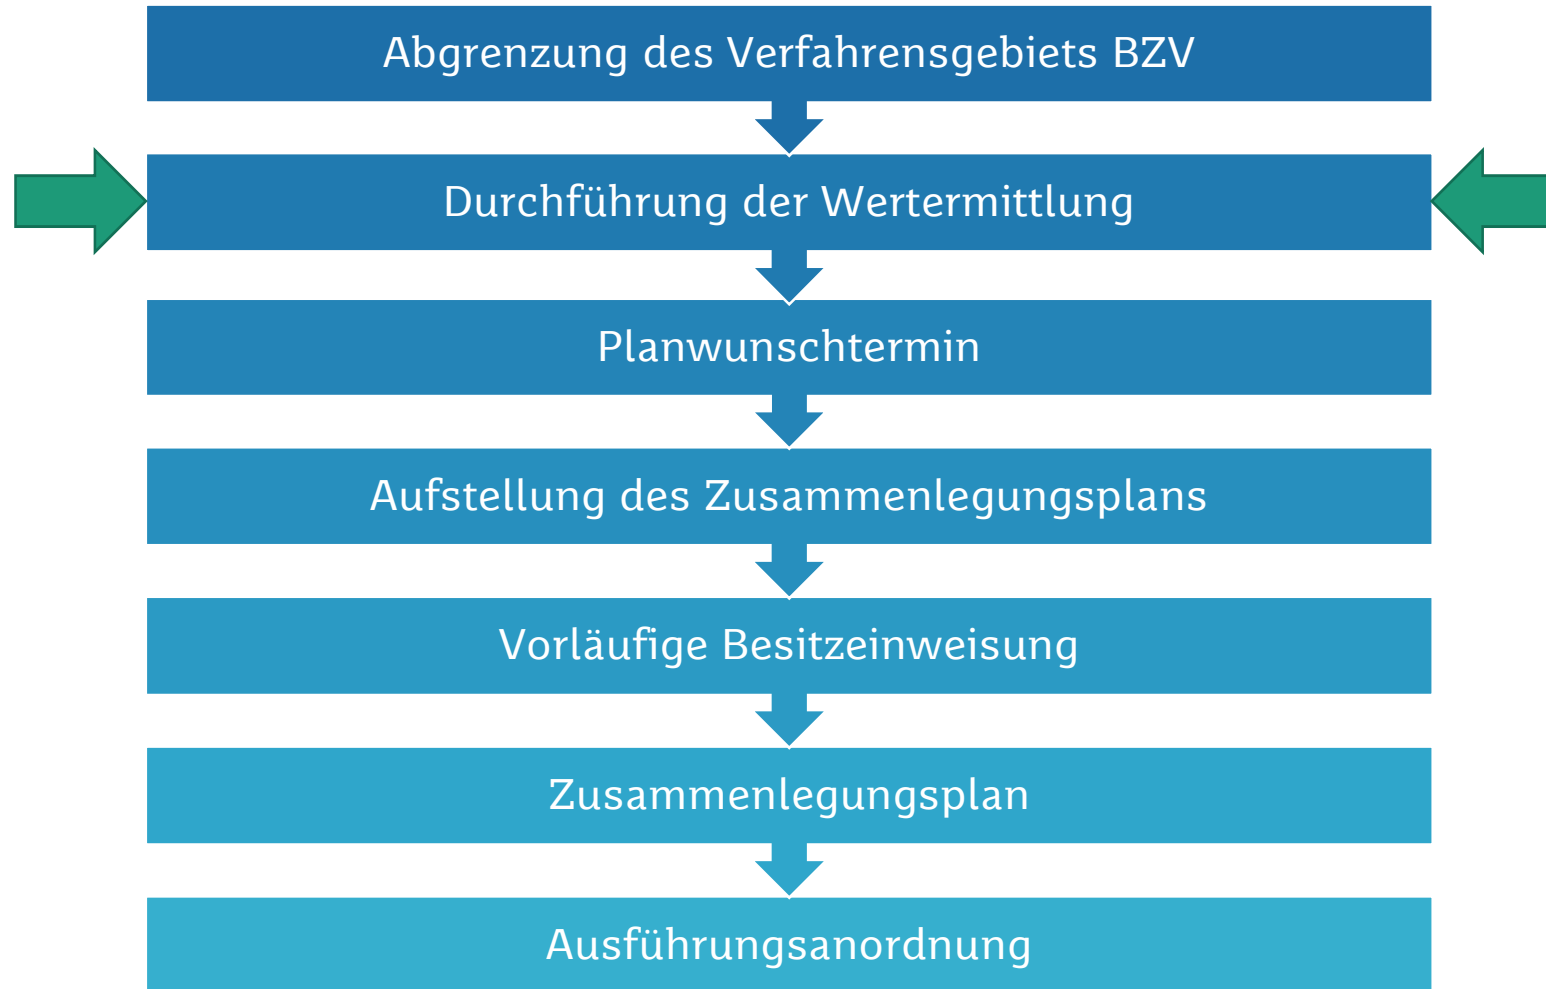 Abgrenzung des Verfahrensgebiets BZV
Durchführung der Wertermittlung
Planwunschtermin
Aufstellung des Zusammenlegungsplans
Vorläufige Besitzeinweisung
Zusammenlegungsplan
Ausführungsanordnung